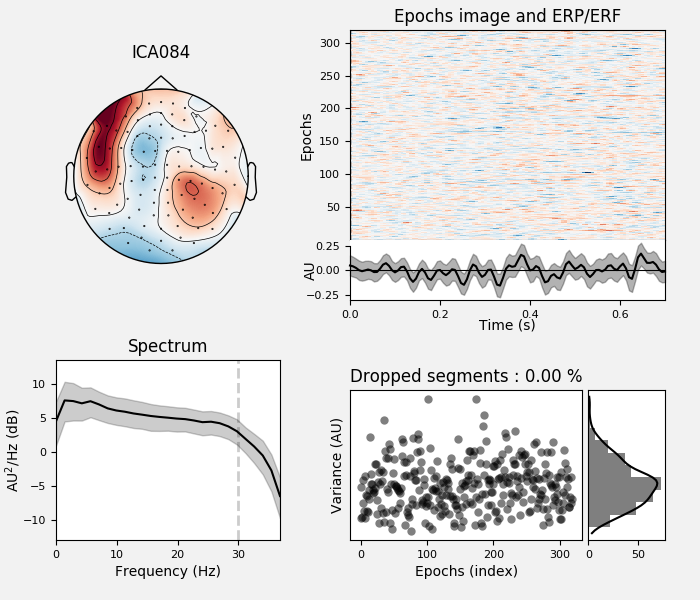 ICA084
Epochs image and ERP/ERF
300
250
200
150
100
50
Epochs
0.25
0.00
−0.25
AU
0.0
0.2
0.4
0.6
Time (s)
Spectrum
10
5
0
−5
−10
AU²/Hz (dB)
0
10
20
30
Frequency (Hz)
Dropped segments : 0.00 %
Variance (AU)
0
100
200
300
Epochs (index)
0
50